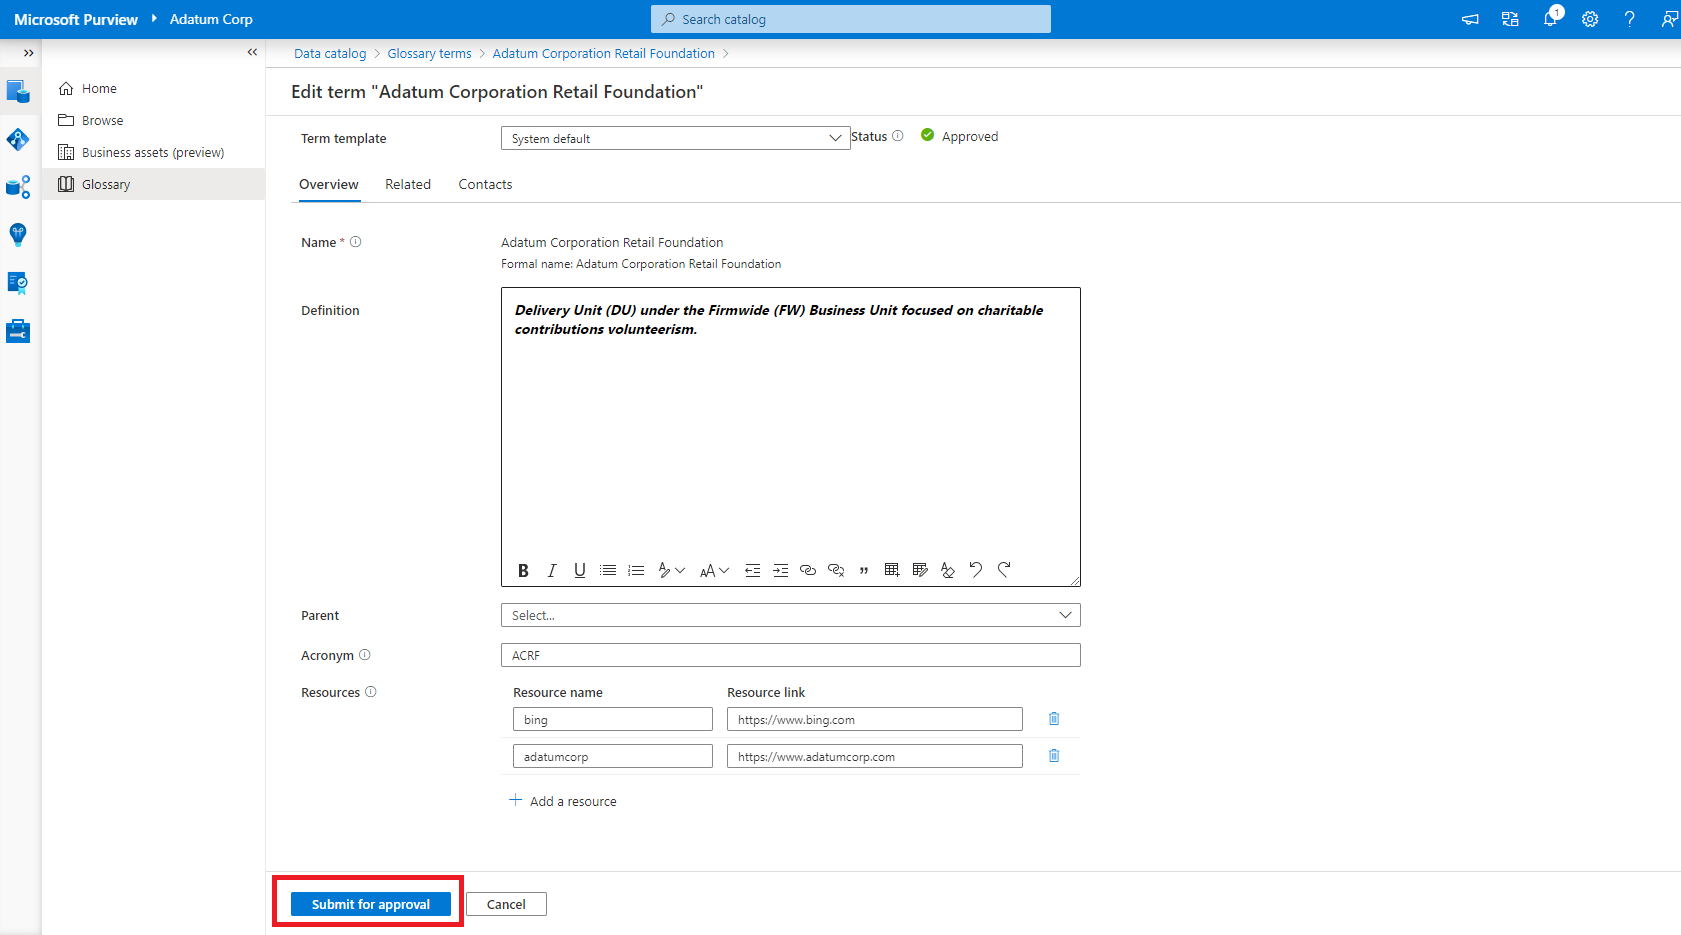 Microsoft Purview Adatum Corp
Search catalog
1
Data catalog > Glossary terms > Adatum Corporation Retail Foundation >
Home
Browse
Business assets (preview)
Glossary
Edit term "Adatum Corporation Retail Foundation"
Term template System default Status Approved
Overview Related Contacts
Name * Adatum Corporation Retail Foundation
Formal name: Adatum Corporation Retail Foundation
Definition
Delivery Unit (DU) under the Firmwide (FW) Business Unit focused on charitable
contributions volunteerism.
B I U AA
Parent Select...
Acronym ACRF
Resources Resource name Resource link
bing https://www.bing.com
adatumcorp https://www.adatumcorp.com
+ Add a resource
Submit for approval Cancel